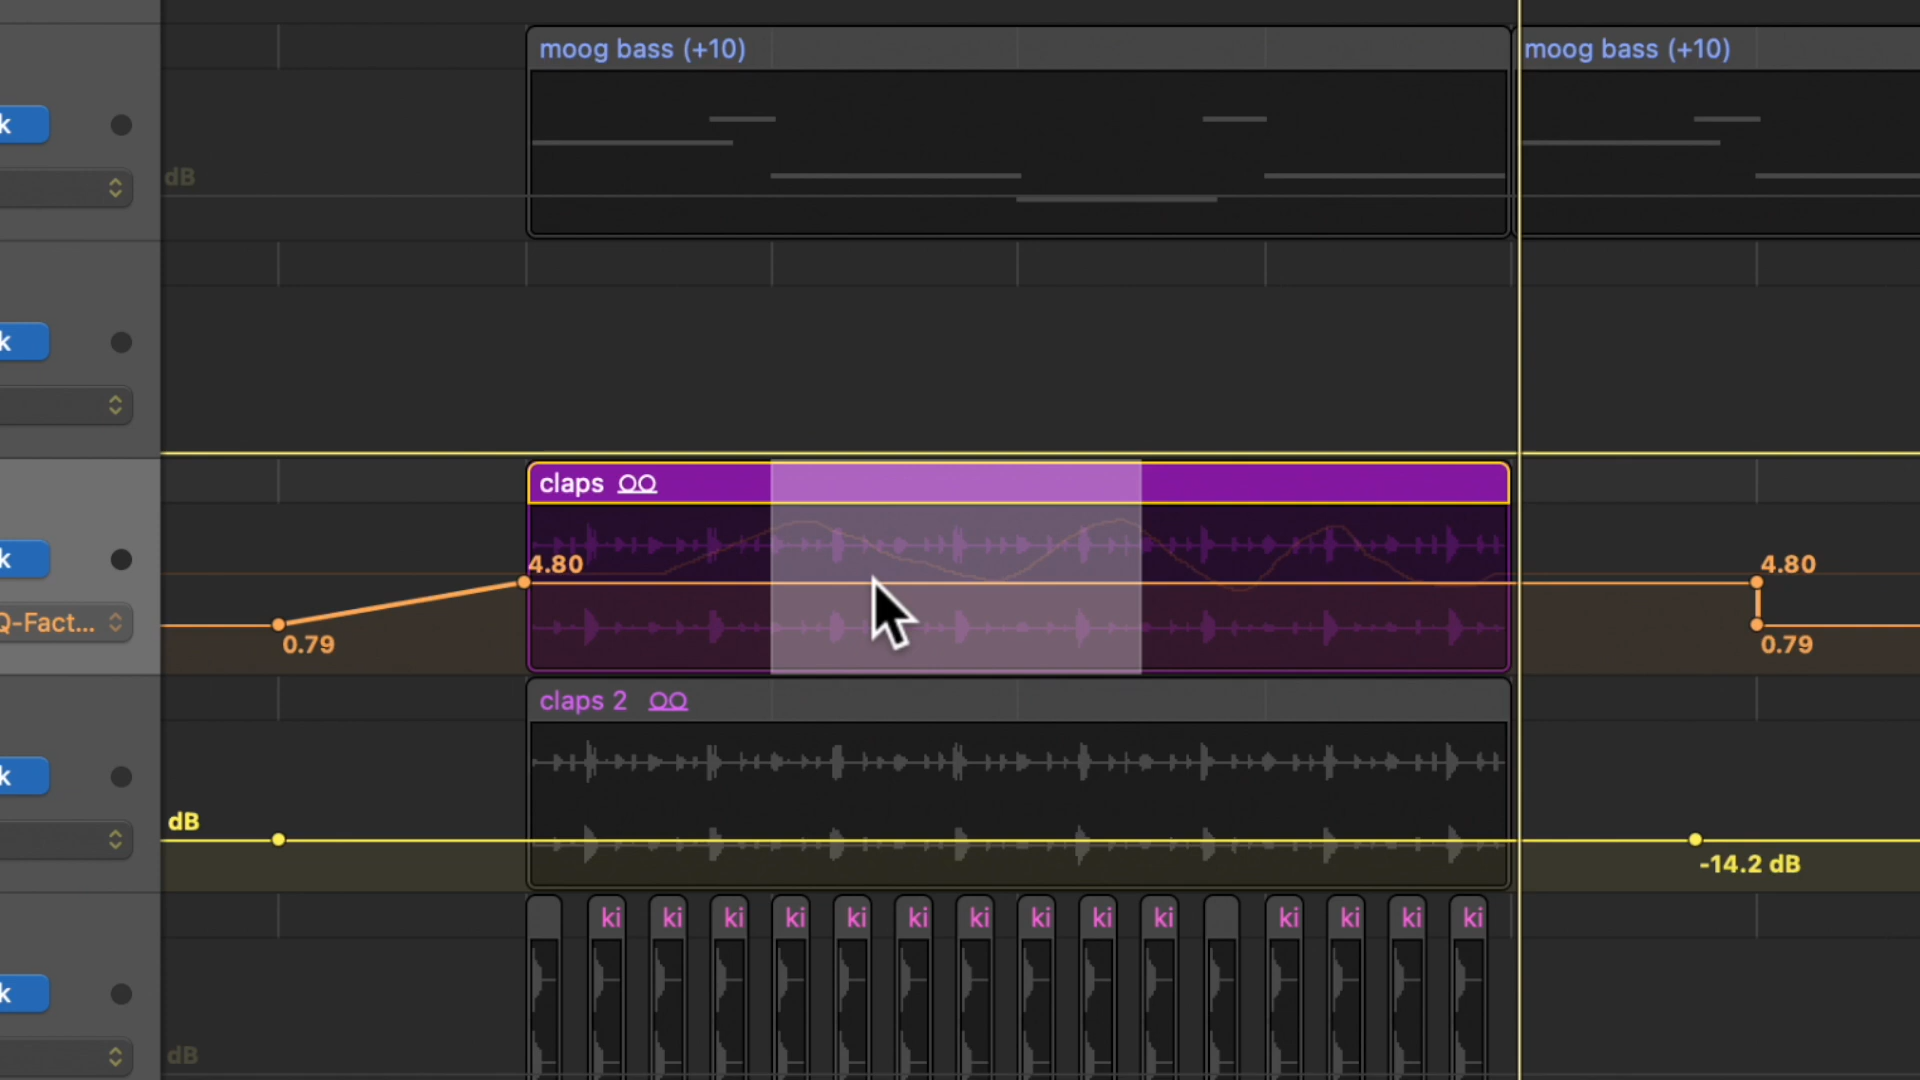 moog bass (+10)
moog bass (+10)
k
dB
k
claps
k
4.80
4.80
Q-Fact...
0.79
0.79
claps 2
k
dB
-14.2 dB
ki ki ki ki ki ki ki ki ki ki ki ki ki ki
k
dB